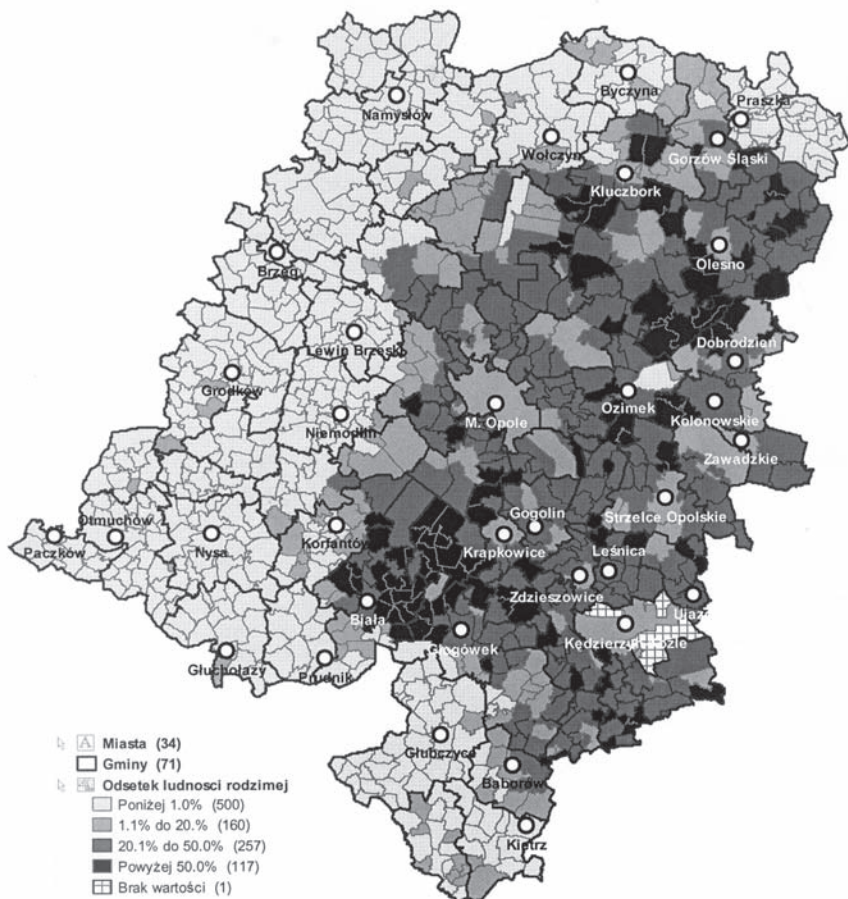 Namysłów
Byczyna
Praszka
Wołczyn
Gorzów Śląski
Kluczbork
Brzeg
Olesno
Lewin Brzeski
Dobrodzień
Grodków
M. Opole
Ozimek
Kolonowskie
Niemodlin
Zawadzkie
Gogolin
Strzelce Opolskie
Otmuchów
Paczków
Nysa
Korfantów
Krapkowice
Leśnica
Zdzieszowice
Biała
Głogówek
Kędzierzyn Koźle
Głuchołazy
Prudnik
Głubczyce
Baborów
Kietrz
A Miasta (34)
Gminy (71)
Odsetek ludnosci rodzimej
Poniżej 1.0% (500)
1.1% do 20.% (160)
20.1% do 50.0% (257)
Powyżej 50.0% (117)
Brak wartości (1)